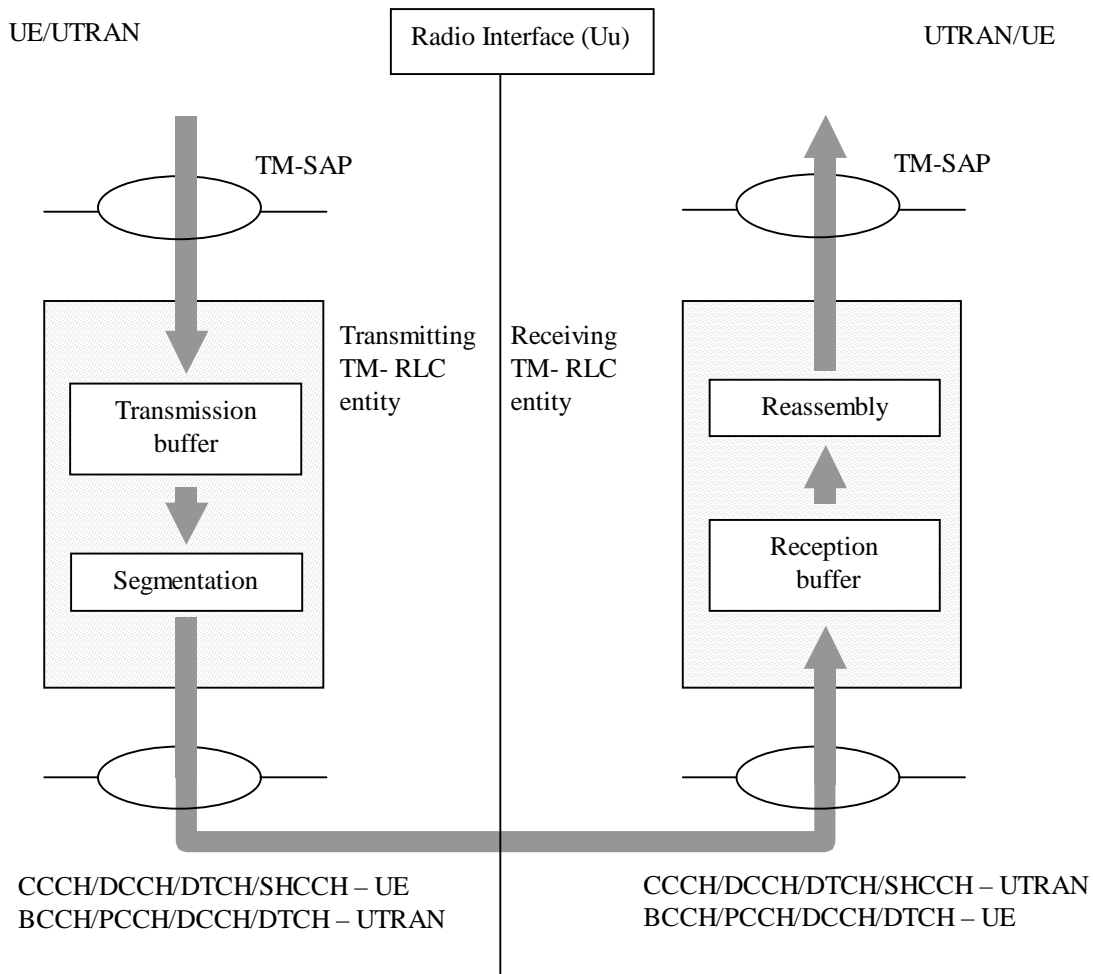 UE/UTRAN
Radio Interface (Uu)
UTRAN/UE
TM-SAP
TM-SAP
Transmitting
TM- RLC
entity
Receiving
TM- RLC
entity
Transmission
buffer
Segmentation
Reassembly
Reception
buffer
CCCH/DCCH/DTCH/SHCCH – UE
BCCH/PCCH/DCCH/DTCH – UTRAN
CCCH/DCCH/DTCH/SHCCH – UTRAN
BCCH/PCCH/DCCH/DTCH – UE